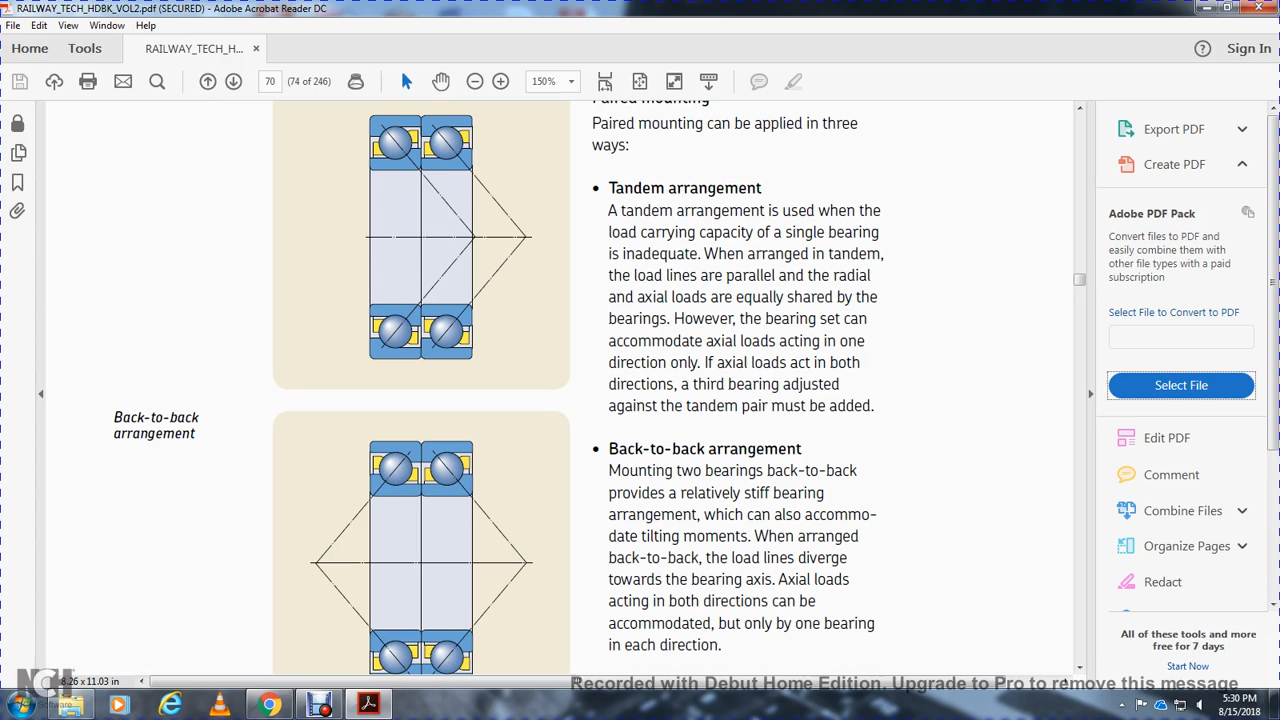 RAILWAY_TECH_HDBK_VOL2.pdf (SECURED) - Adobe Acrobat Reader DC
File Edit View Window Help
Home Tools RAILWAY_TECH_H... × Sign In
70 (74 of 246) 150%
Paired mounting
Paired mounting can be applied in three
ways:
• Tandem arrangement
A tandem arrangement is used when the
load carrying capacity of a single bearing
is inadequate. When arranged in tandem,
the load lines are parallel and the radial
and axial loads are equally shared by the
bearings. However, the bearing set can
accommodate axial loads acting in one
direction only. If axial loads act in both
directions, a third bearing adjusted
against the tandem pair must be added.
Back-to-back
arrangement
• Back-to-back arrangement
Mounting two bearings back-to-back
provides a relatively stiff bearing
arrangement, which can also accommo-
date tilting moments. When arranged
back-to-back, the load lines diverge
towards the bearing axis. Axial loads
acting in both directions can be
accommodated, but only by one bearing
in each direction.
Export PDF
Create PDF
Adobe PDF Pack
Convert files to PDF and
easily combine them with
other file types with a paid
subscription
Select File to Convert to PDF
Select File
Edit PDF
Comment
Combine Files
Organize Pages
Redact
All of these tools and more
free for 7 days
Start Now
8.26 x 11.03 in
NCH
Software
Recorded with Debut Home Edition. Upgrade to Pro to remove this message
5:30 PM
8/15/2018